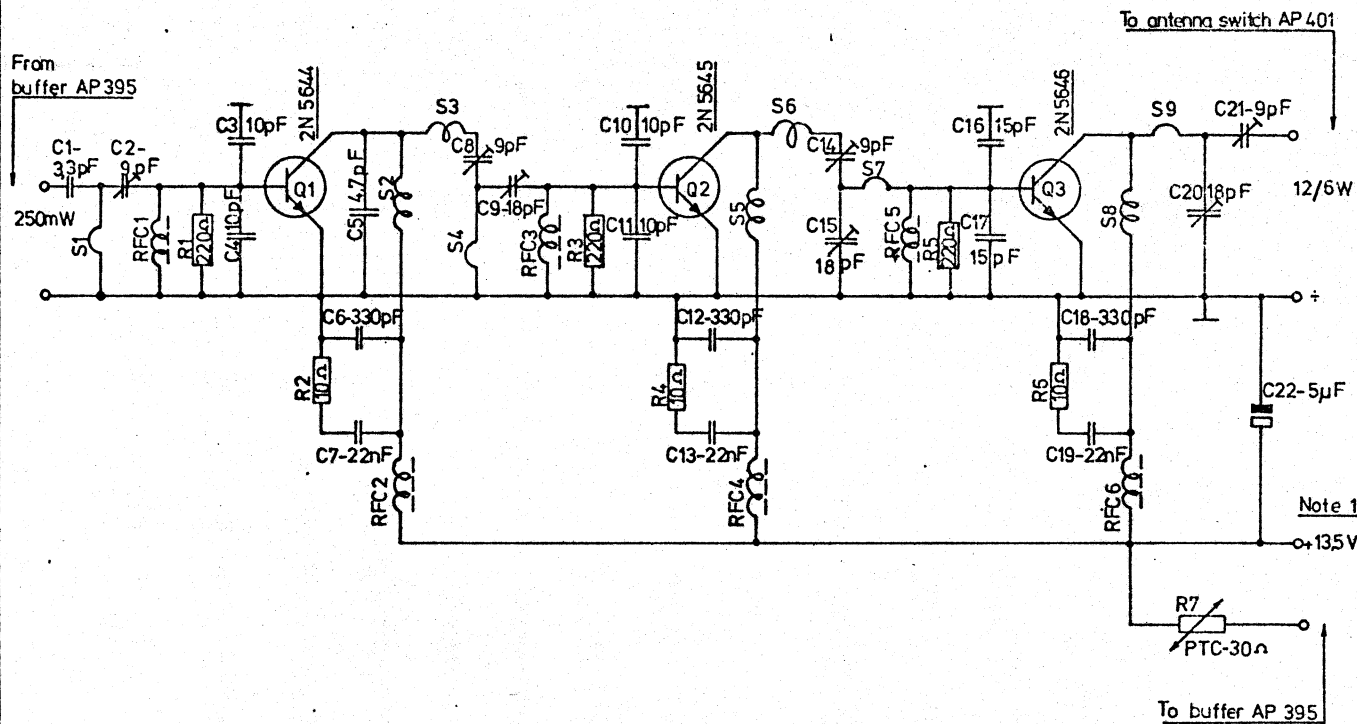 To antenna switch AP 401
From
buffer AP 395
2N 5644
2N 5645
2N 5646
C3 10pF
S3
C8 9pF
C10 10pF
S6
C14 9pF
C16 15pF
S9
C21-9pF
C1-
3,3pF
C2-
9pF
Q1
C5 4.7pF
S2
Q2
S5
S7
Q3
S8
C20 18pF
12/6W
250mW
S1
RFC1
R1
220Ω
C4 10pF
S4
C9-18pF
RFC3
R3
220Ω
C11 10pF
C15
18pF
RFC5
R5
220Ω
C17
15pF
÷
C6-330pF
C12-330pF
C18-330pF
R2
10Ω
R4
10Ω
R6
10Ω
C22-5µF
C7-22nF
C13-22nF
C19-22nF
RFC2
RFC4
RFC6
Note 1
+13,5V
R7
PTC-30Ω
To buffer AP 395